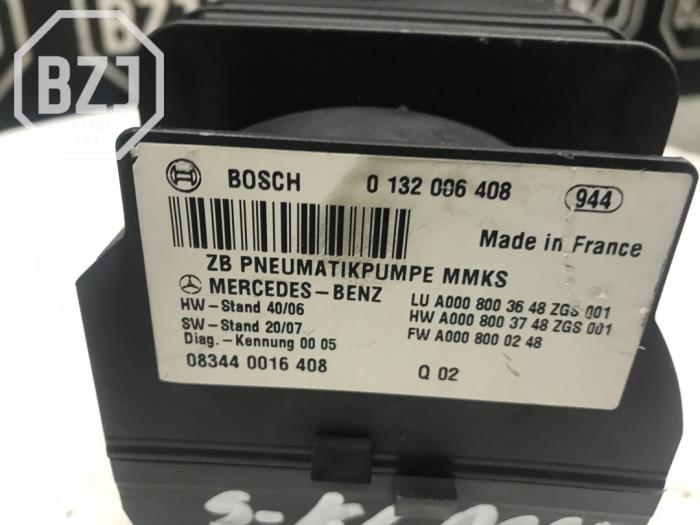 BZJ
BOSCH 0 132 006 408 944
Made in France
ZB PNEUMATIKPUMPE MMKS
MERCEDES-BENZ LU A000 800 36 48 ZGS 001
HW-Stand 40/06 HW A000 800 37 48 ZGS 001
SW-Stand 20/07 FW A000 800 02 48
Diag.-Kennung 00 05
08344 0016 408 Q 02